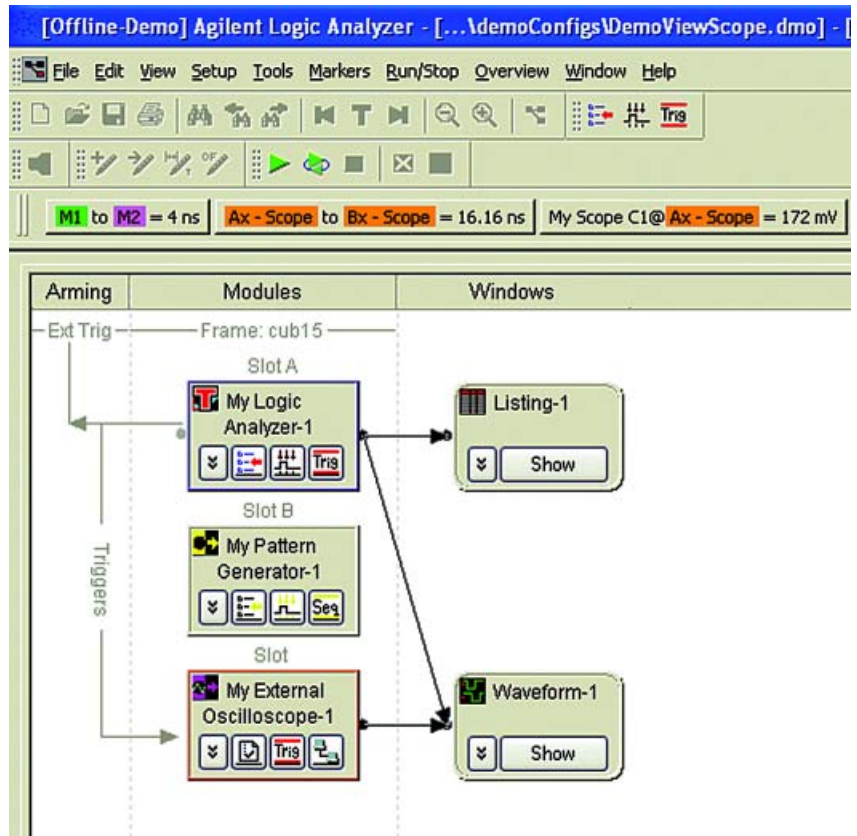 [Offline-Demo] Agilent Logic Analyzer - [...\demoConfigs\DemoViewScope.dmo] - [
File Edit View Setup Tools Markers Run/Stop Overview Window Help
T Trig
OF
M1 to M2 = 4 ns Ax - Scope to Bx - Scope = 16.16 ns My Scope C1@ Ax - Scope = 172 mV
Arming Modules Windows
Ext Trig Frame: cub15
Slot A
My Logic Analyzer-1
Trig
Listing-1
Show
Slot B
My Pattern Generator-1
Seq
Triggers
Slot
My External Oscilloscope-1
Trig
Waveform-1
Show